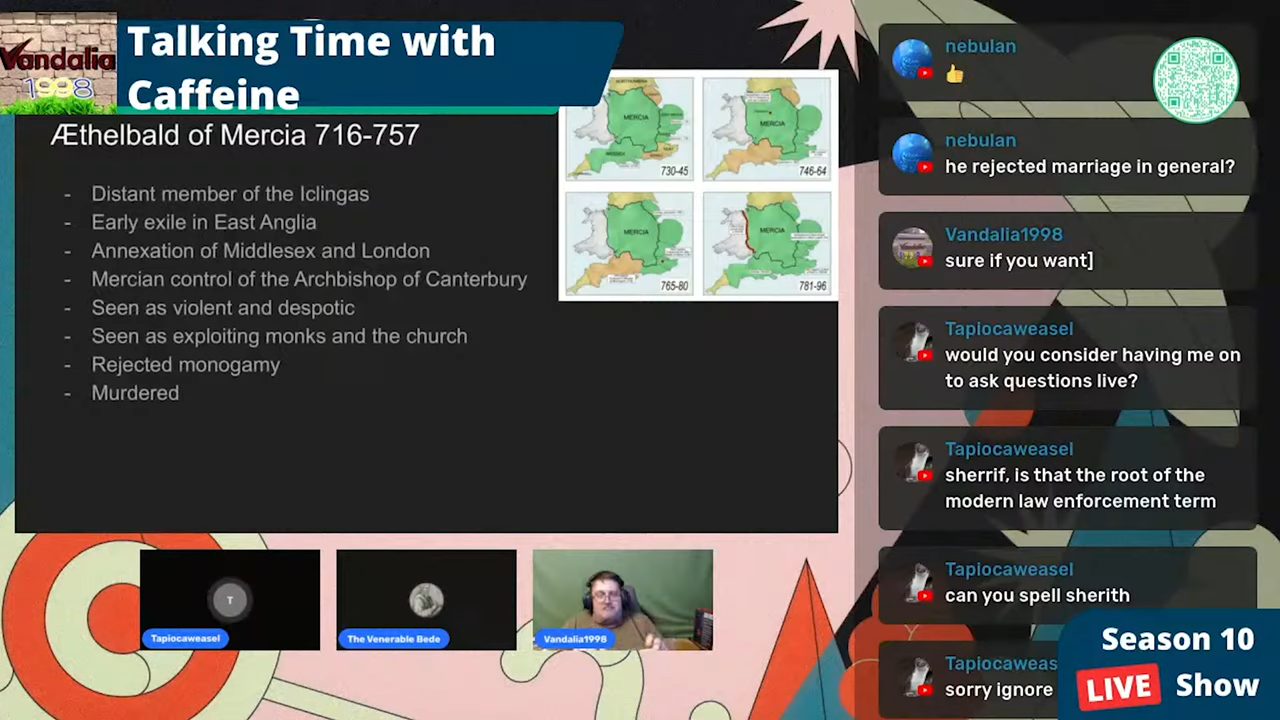 Vandalia
1998
Talking Time with
Caffeine
Æthelbald of Mercia 716-757
- Distant member of the Iclingas
- Early exile in East Anglia
- Annexation of Middlesex and London
- Mercian control of the Archbishop of Canterbury
- Seen as violent and despotic
- Seen as exploiting monks and the church
- Rejected monogamy
- Murdered
MERCIA
730-45
MERCIA
746-64
MERCIA
765-80
MERCIA
781-96
T
Tapiocaweasel
The Venerable Bede
Vandalia1998
nebulan
👍
nebulan
he rejected marriage in general?
Vandalia1998
sure if you want]
Tapiocaweasel
would you consider having me on
to ask questions live?
Tapiocaweasel
sherrif, is that the root of the
modern law enforcement term
Tapiocaweasel
can you spell sherith
Tapiocaweas
sorry ignore
Season 10
LIVE Show